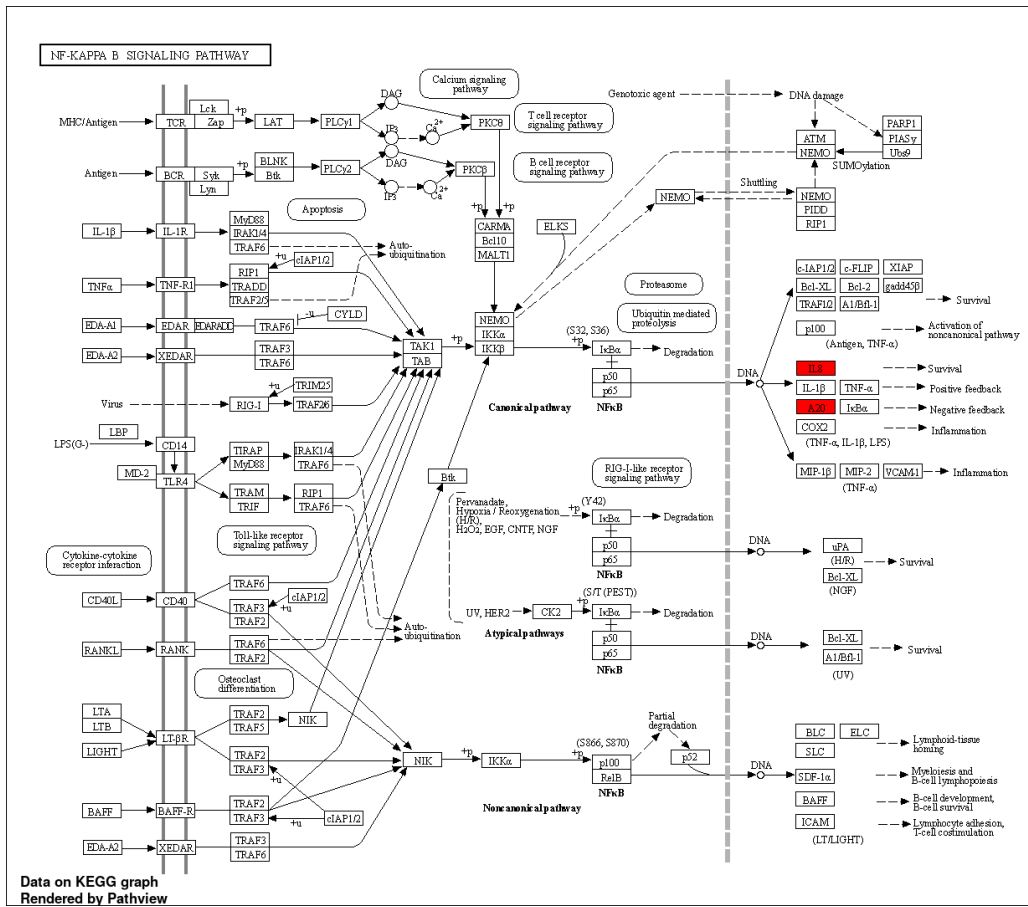 NF-KAPPA B SIGNALING PATHWAY
MHC/Antigen
TCR
Lck
Zap
+p
LAT
PLCγ1
DAG
IP3
Ca2+
PKCθ
Calcium signaling
pathway
T cell receptor
signaling pathway
Antigen
BCR
Syk
Lyn
+p
BLNK
Btk
PLCγ2
DAG
IP3
Ca2+
PKCβ
B cell receptor
signaling pathway
+p
+p
CARMA
Bcl10
MALT1
ELKS
Genotoxic agent
DNA damage
ATM
NEMO
PARP1
PIASy
Ubs9
SUMOylation
NEMO
Shuttling
NEMO
PIDD
RIP1
Apoptosis
IL-1β
IL-1R
MyD88
IRAK1/4
TRAF6
Auto-
ubiquitination
TNFα
TNF-R1
RIP1
TRADD
TRAF2/5
+u
cIAP1/2
EDA-A1
EDAR
EDARADD
TRAF6
-u
CYLD
EDA-A2
XEDAR
TRAF3
TRAF6
TAK1
TAB
+p
NEMO
IKKα
IKKβ
+p
(S32, S36)
IκBα
p50
p65
NFκB
Degradation
Proteasome
Ubiquitin mediated
proteolysis
Canonical pathway
Virus
RIG-I
+u
TRIM25
TRAF2/6
LPS(G-)
LBP
CD14
MD-2
TLR4
TIRAP
MyD88
IRAK1/4
TRAF6
TRAM
TRIF
RIP1
TRAF6
Toll-like receptor
signaling pathway
Cytokine-cytokine
receptor interaction
Btk
RIG-I-like receptor
signaling pathway
Pervanadate,
Hypoxia / Reoxygenation
(H/R),
H2O2, EGF, CNTF, NGF
+p
(Y42)
IκBα
p50
p65
NFκB
Degradation
UV, HER2
CK2
+p
(S/T (PEST))
IκBα
p50
p65
NFκB
Degradation
Atypical pathways
CD40L
CD40
TRAF6
TRAF3
TRAF2
+u
cIAP1/2
Auto-
ubiquitination
RANKL
RANK
TRAF6
TRAF2
Osteoclast
differentiation
LTA
LTB
LIGHT
LT-βR
TRAF2
TRAF5
NIK
TRAF2
TRAF3
+u
BAFF
BAFF-R
TRAF2
TRAF3
+u
cIAP1/2
EDA-A2
XEDAR
TRAF3
TRAF6
NIK
+p
IKKα
+p
(S866, S870)
p100
RelB
NFκB
Partial
degradation
p52
Noncanonical pathway
DNA
c-IAP1/2
c-FLIP
XIAP
Bcl-XL
Bcl-2
gadd45β
TRAF1/2
A1/Bfl-1
Survival
p100
Activation of
noncanonical pathway
(Antigen, TNF-α)
IL8
Survival
IL-1β
TNF-α
Positive feedback
A20
IκBα
Negative feedback
COX2
Inflammation
(TNF-α, IL-1β, LPS)
MIP-1β
MIP-2
VCAM-1
Inflammation
(TNF-α)
DNA
uPA
(H/R)
Bcl-XL
(NGF)
Survival
DNA
Bcl-XL
A1/Bfl-1
(UV)
Survival
DNA
BLC
ELC
SLC
Lymphoid-tissue
homing
SDF-1α
Myeloiesis and
B-cell lymphopoiesis
BAFF
B-cell development,
B-cell survival
ICAM
Lymphocyte adhesion,
T-cell costimulation
(LT/LIGHT)
Data on KEGG graph
Rendered by Pathview